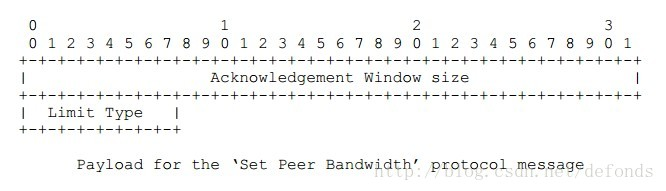 0                   1                   2                   3
0 1 2 3 4 5 6 7 8 9 0 1 2 3 4 5 6 7 8 9 0 1 2 3 4 5 6 7 8 9 0 1
+-+-+-+-+-+-+-+-+-+-+-+-+-+-+-+-+-+-+-+-+-+-+-+-+-+-+-+-+-+-+-+-+
| Acknowledgement Window size |
+-+-+-+-+-+-+-+-+-+-+-+-+-+-+-+-+-+-+-+-+-+-+-+-+-+-+-+-+-+-+-+-+
| Limit Type |
+-+-+-+-+-+-+-+-+
Payload for the ‘Set Peer Bandwidth’ protocol message
http://blog.csdn.net/defonds